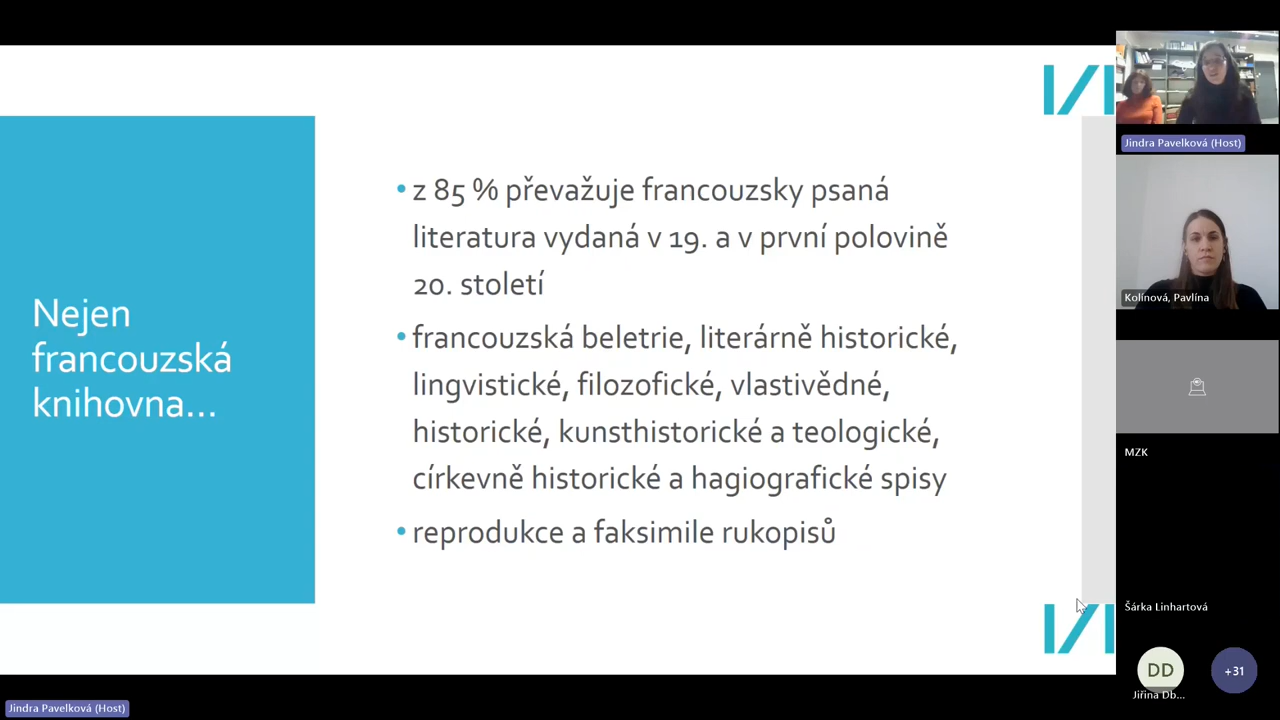 Nejen
francouzská
knihovna...
• z 85 % převažuje francouzsky psaná
literatura vydaná v 19. a v první polovině
20. století
• francouzská beletrie, literárně historické,
lingvistické, filozofické, vlastivědné,
historické, kunsthistorické a teologické,
církevně historické a hagiografické spisy
• reprodukce a faksimile rukopisů
Jindra Pavelková (Host)
Kolínová, Pavlína
MZK
Šárka Linhartová
DD
Jiřina Db...
+31
Jindra Pavelková (Host)